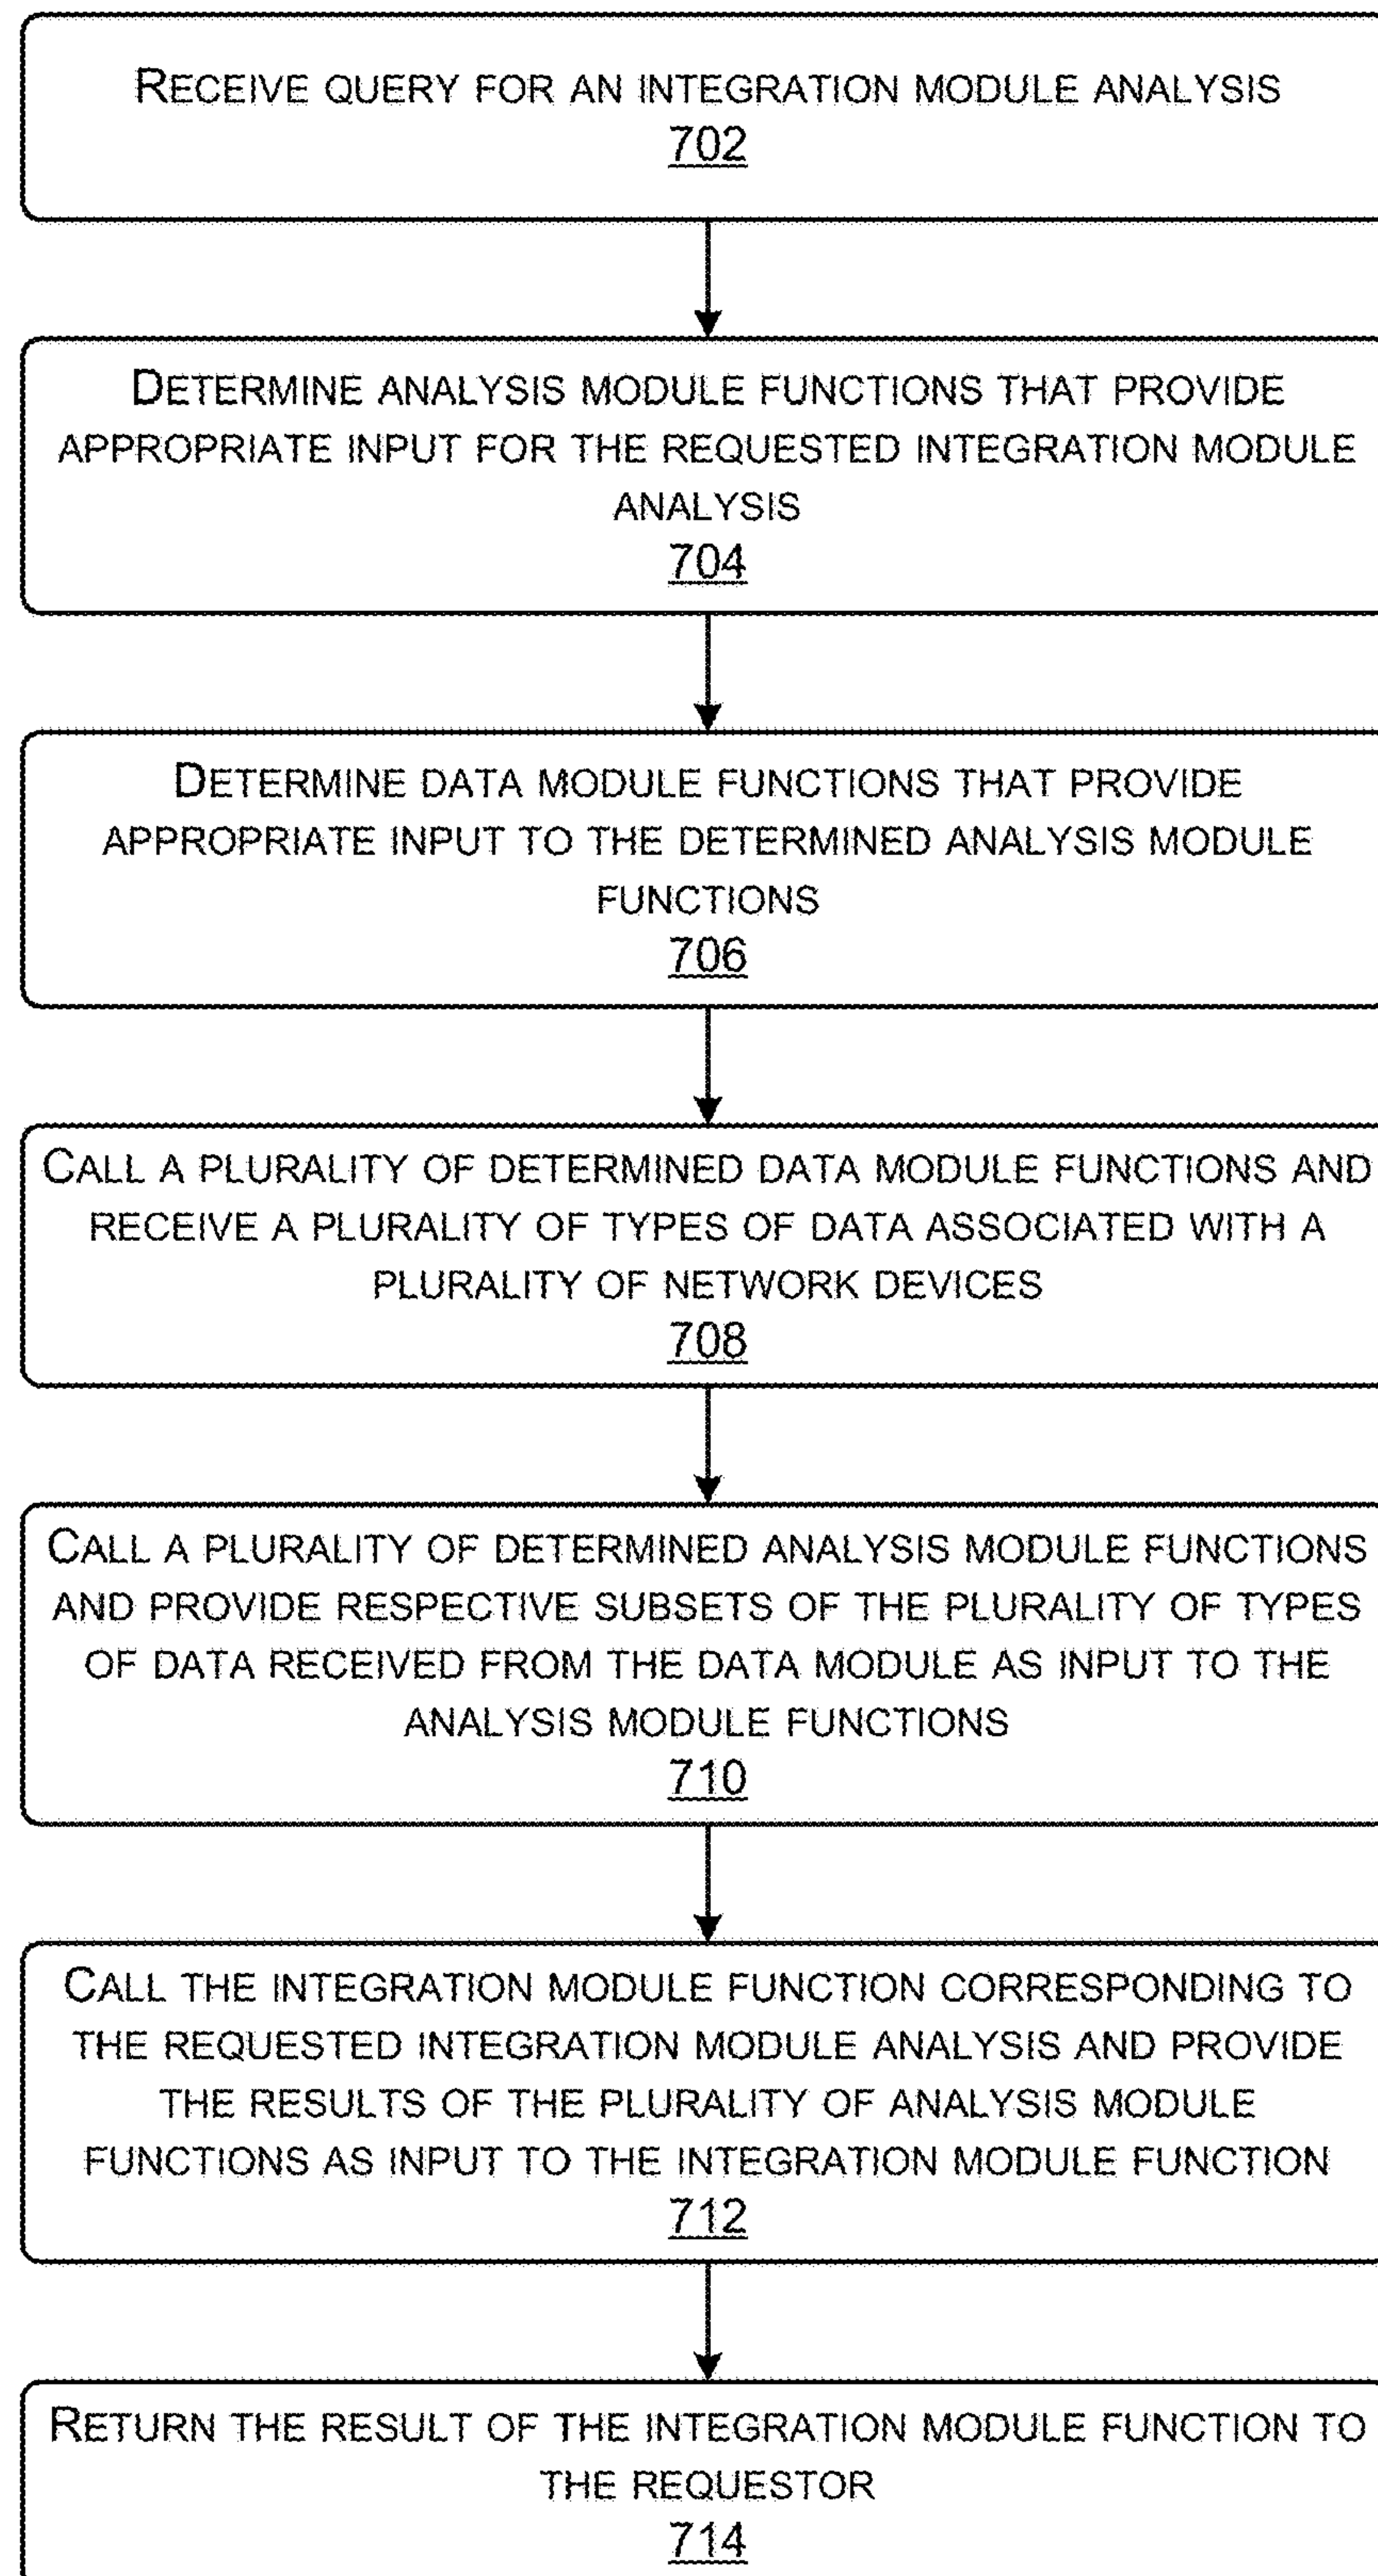 RECEIVE QUERY FOR AN INTEGRATION MODULE ANALYSIS
702
DETERMINE ANALYSIS MODULE FUNCTIONS THAT PROVIDE
APPROPRIATE INPUT FOR THE REQUESTED INTEGRATION MODULE
ANALYSIS
704
DETERMINE DATA MODULE FUNCTIONS THAT PROVIDE
APPROPRIATE INPUT TO THE DETERMINED ANALYSIS MODULE
FUNCTIONS
706
CALL A PLURALITY OF DETERMINED DATA MODULE FUNCTIONS AND
RECEIVE A PLURALITY OF TYPES OF DATA ASSOCIATED WITH A
PLURALITY OF NETWORK DEVICES
708
CALL A PLURALITY OF DETERMINED ANALYSIS MODULE FUNCTIONS
AND PROVIDE RESPECTIVE SUBSETS OF THE PLURALITY OF TYPES
OF DATA RECEIVED FROM THE DATA MODULE AS INPUT TO THE
ANALYSIS MODULE FUNCTIONS
710
CALL THE INTEGRATION MODULE FUNCTION CORRESPONDING TO
THE REQUESTED INTEGRATION MODULE ANALYSIS AND PROVIDE
THE RESULTS OF THE PLURALITY OF ANALYSIS MODULE
FUNCTIONS AS INPUT TO THE INTEGRATION MODULE FUNCTION
712
RETURN THE RESULT OF THE INTEGRATION MODULE FUNCTION TO
THE REQUESTOR
714